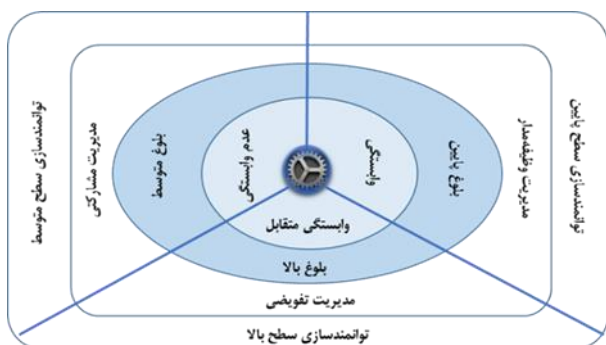 توانمندسازی سطح پایین
مدیریت وظیفه‌مدار
بلوغ پایین
وابستگی
عدم وابستگی
بلوغ متوسط
مدیریت مشارکتی
توانمندسازی سطح متوسط
وابستگی متقابل
بلوغ بالا
مدیریت تفویضی
توانمندسازی سطح بالا